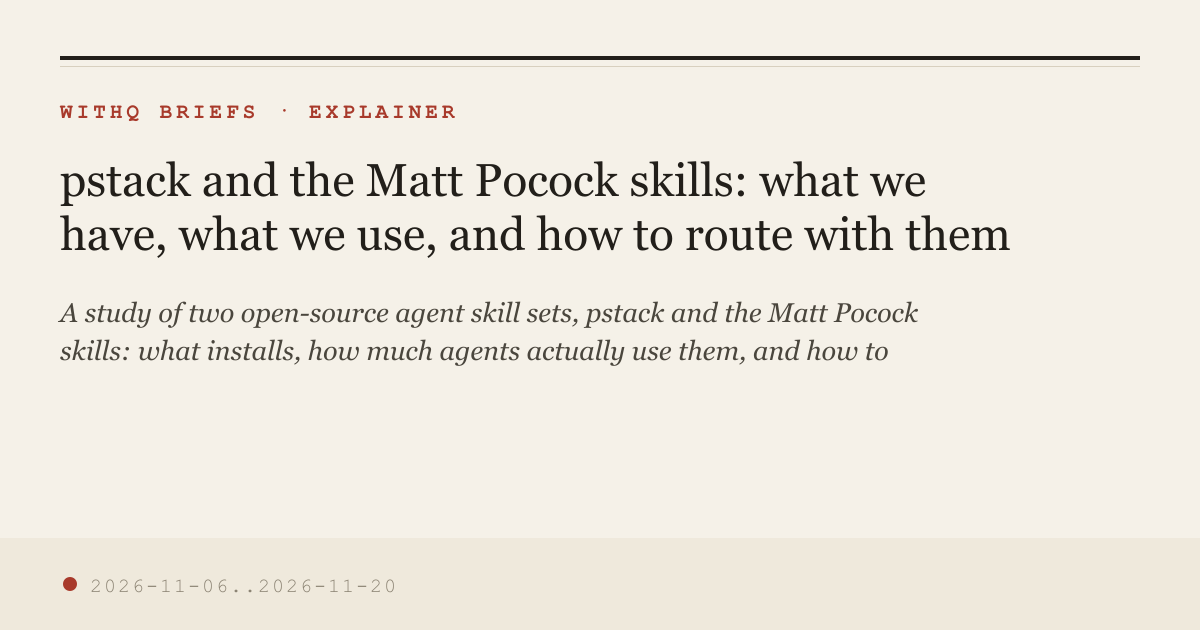 WITHQ BRIEFS · EXPLAINER
pstack and the Matt Pocock skills: what we
have, what we use, and how to route with them
A study of two open-source agent skill sets, pstack and the Matt Pocock
skills: what installs, how much agents actually use them, and how to
2026-11-06..2026-11-20